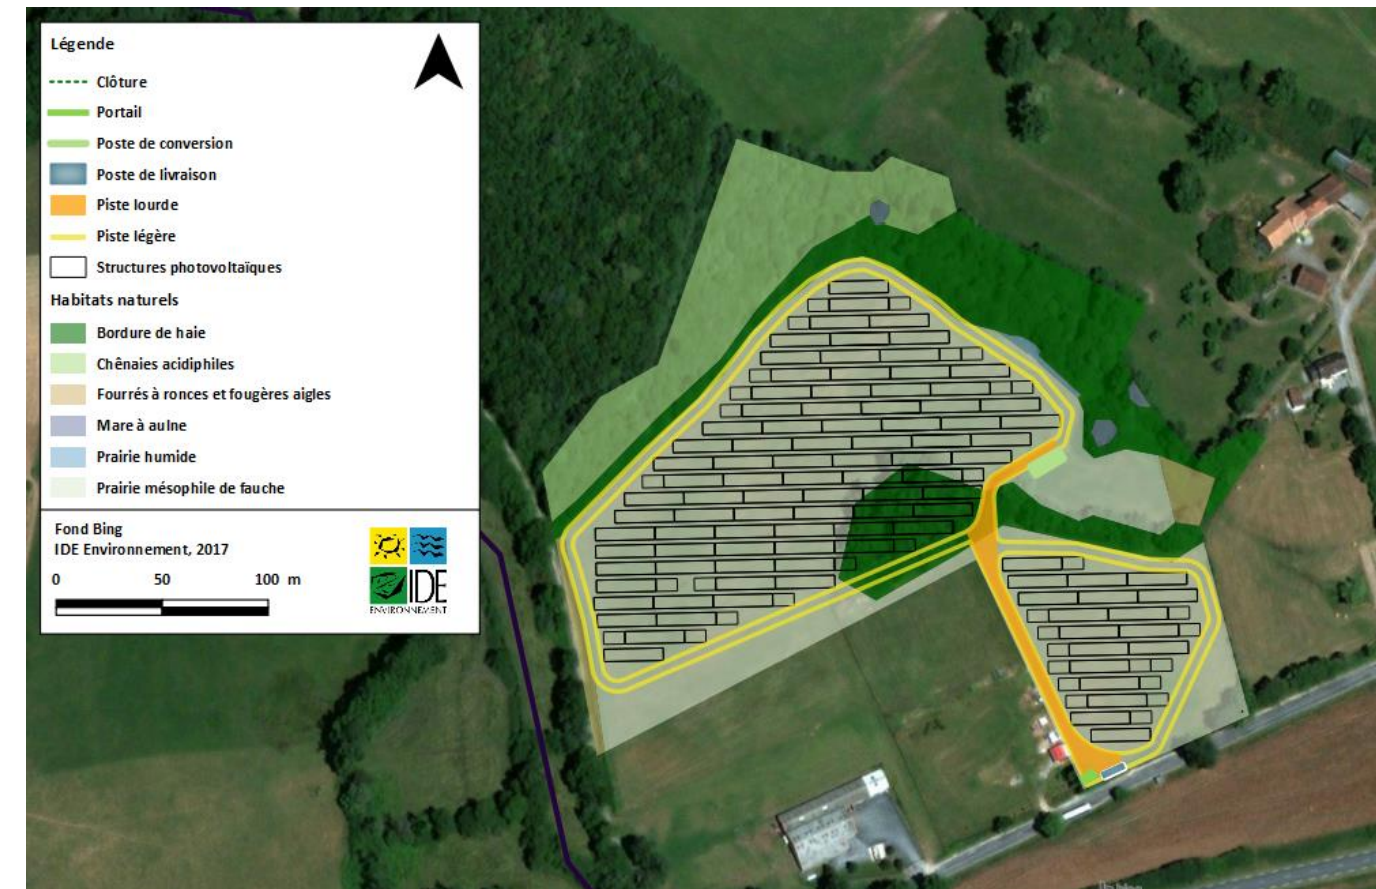 Légende
Clôture
Portail
Poste de conversion
Poste de livraison
Piste lourde
Piste légère
Structures photovoltaïques
Habitats naturels
Bordure de haie
Chênaies acidiphiles
Fourrés à ronces et fougères aigles
Mare à aulne
Prairie humide
Prairie mésophile de fauche
Fond Bing
IDE Environnement, 2017
0 50 100 m
IDE
ENVIRONNEMENT